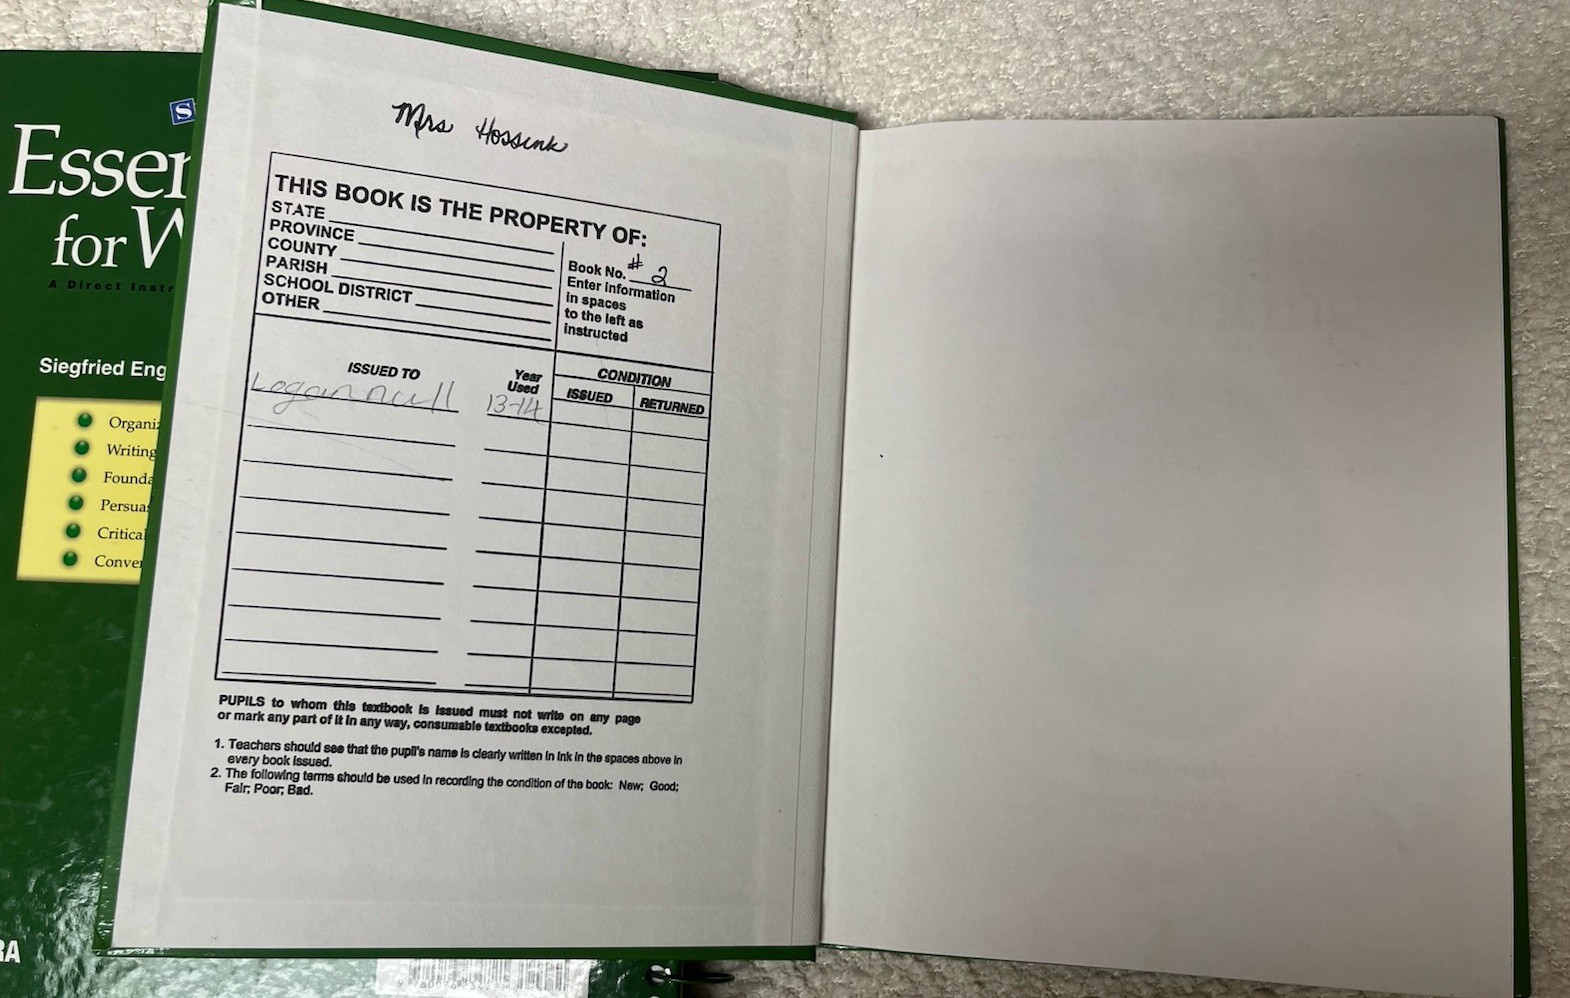 S
Essen
for W
A Direct Instr
Siegfried Eng
Organiz
Writing
Founda
Persuas
Critical
Conver
RA
Mrs Hossink
THIS BOOK IS THE PROPERTY OF:
STATE
PROVINCE
COUNTY
PARISH
SCHOOL DISTRICT
OTHER
Book No. # 2
Enter information
in spaces
to the left as
instructed
ISSUED TO
Year
Used
CONDITION
ISSUED
RETURNED
Logan
13-14
PUPILS to whom this textbook is issued must not write on any page
or mark any part of it in any way, consumable textbooks excepted.
1. Teachers should see that the pupil's name is clearly written in ink in the spaces above in
every book issued.
2. The following terms should be used in recording the condition of the book: New; Good;
Fair; Poor; Bad.